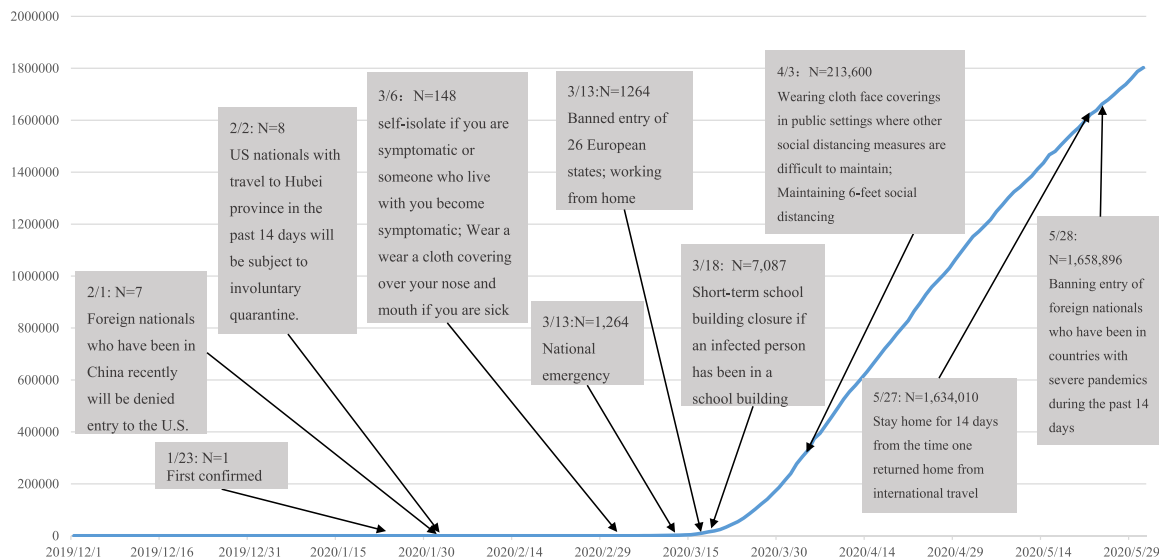 2000000
1800000
1600000
1400000
1200000
1000000
800000
600000
400000
200000
0
2/1: N=7
Foreign nationals
who have been in
China recently
will be denied
entry to the U.S.
1/23: N=1
First confirmed
2/2: N=8
US nationals with
travel to Hubei
province in the
past 14 days will
be subject to
involuntary
quarantine.
3/6: N=148
self-isolate if you are
symptomatic or
someone who live
with you become
symptomatic; Wear a
wear a cloth covering
over your nose and
mouth if you are sick
3/13:N=1,264
National
emergency
3/13:N=1264
Banned entry of
26 European
states; working
from home
3/18: N=7,087
Short-term school
building closure if
an infected person
has been in a
school building
4/3: N=213,600
Wearing cloth face coverings
in public settings where other
social distancing measures are
difficult to maintain;
Maintaining 6-feet social
distancing
5/27: N=1,634,010
Stay home for 14 days
from the time one
returned home from
international travel
5/28:
N=1,658,896
Banning entry of
foreign nationals
who have been in
countries with
severe pandemics
during the past 14
days
2019/12/1 2019/12/16 2019/12/31 2020/1/15 2020/1/30 2020/2/14 2020/2/29 2020/3/15 2020/3/30 2020/4/14 2020/4/29 2020/5/14 2020/5/29